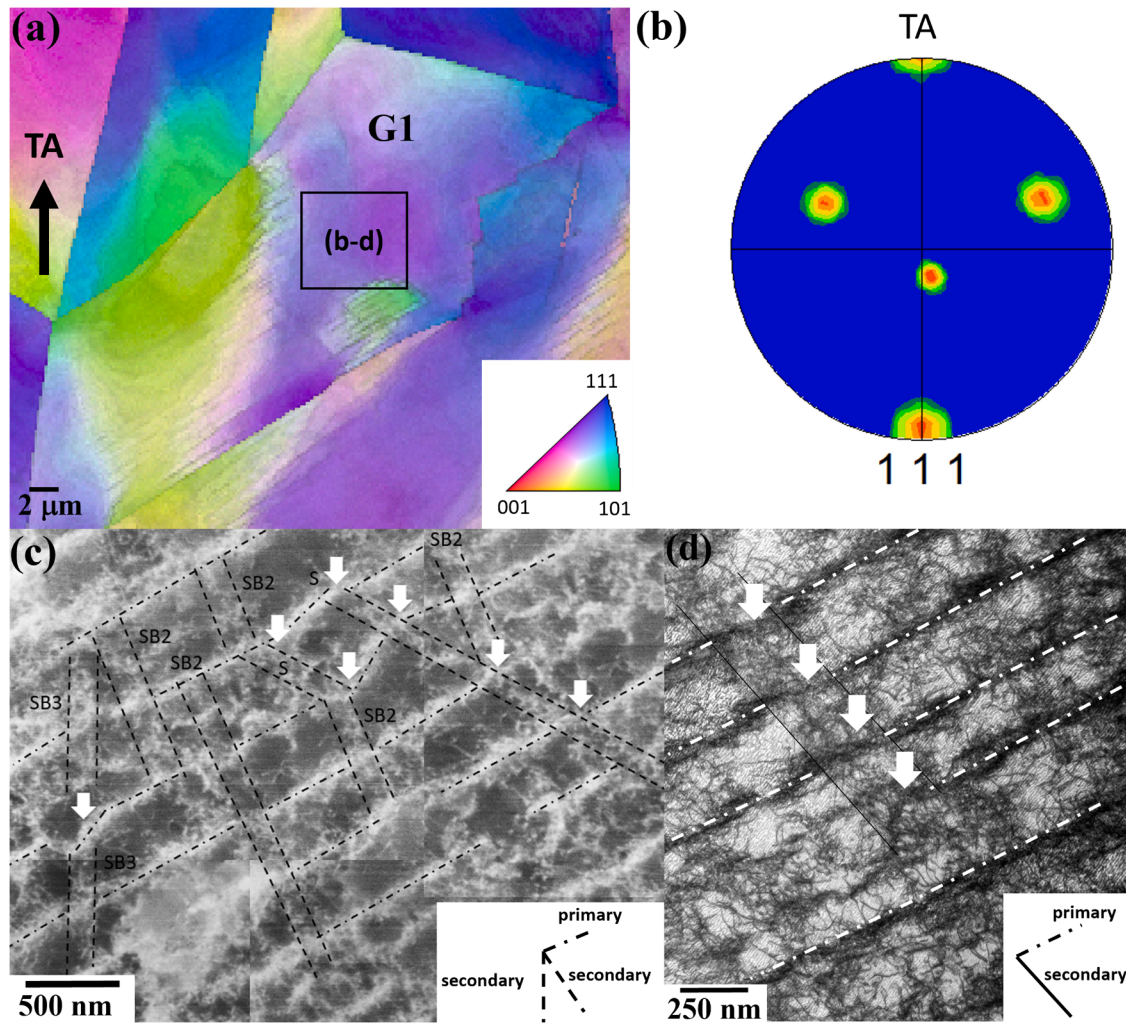 (a)
G1
TA
(b-d)
2 μm
111
001
101
(b)
TA
1 1 1
(c)
SB2
SB2
S
SB2
SB2
S
SB3
SB2
SB3
primary
secondary
secondary
500 nm
(d)
primary
secondary
250 nm